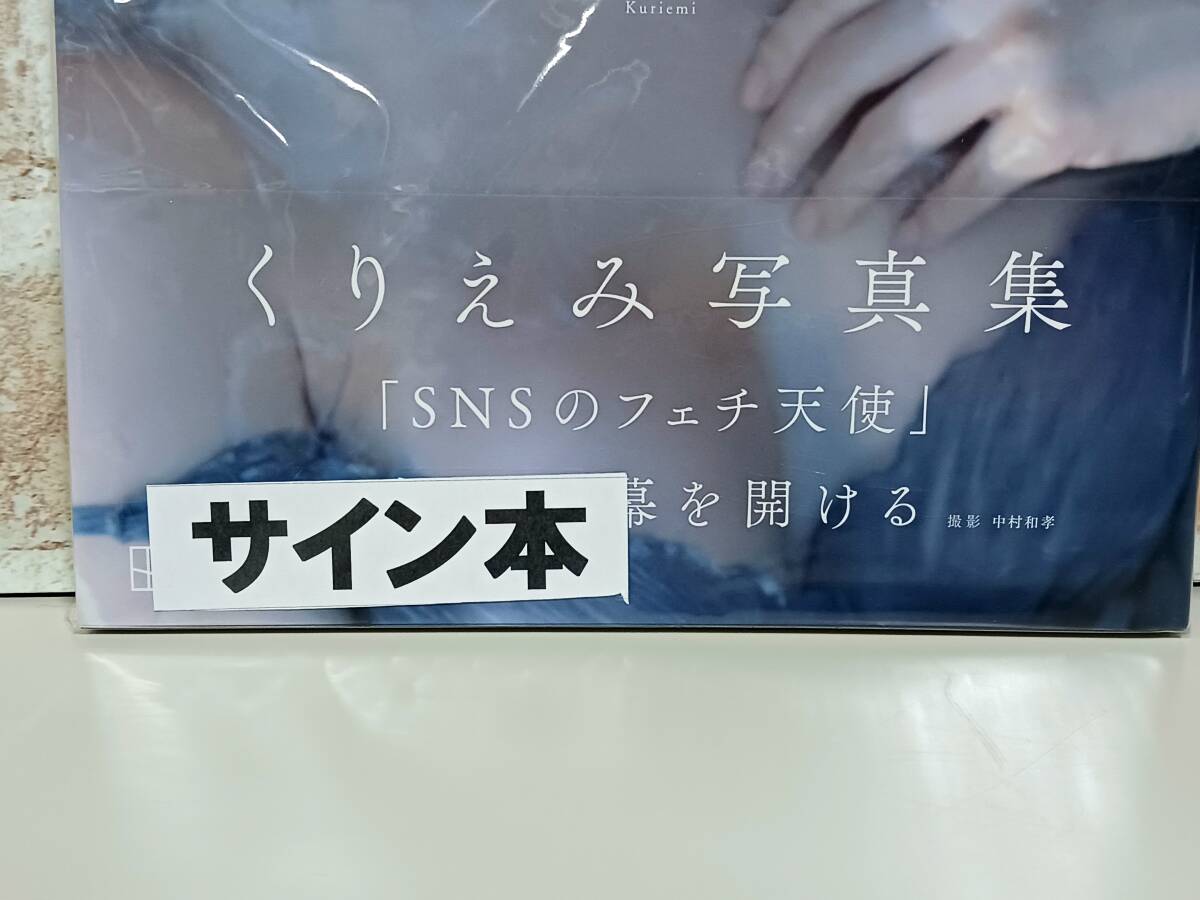 Kuriemi
くりえみ写真集
「SNSのフェチ天使」
幕を開ける
撮影 中村和孝
サイン本